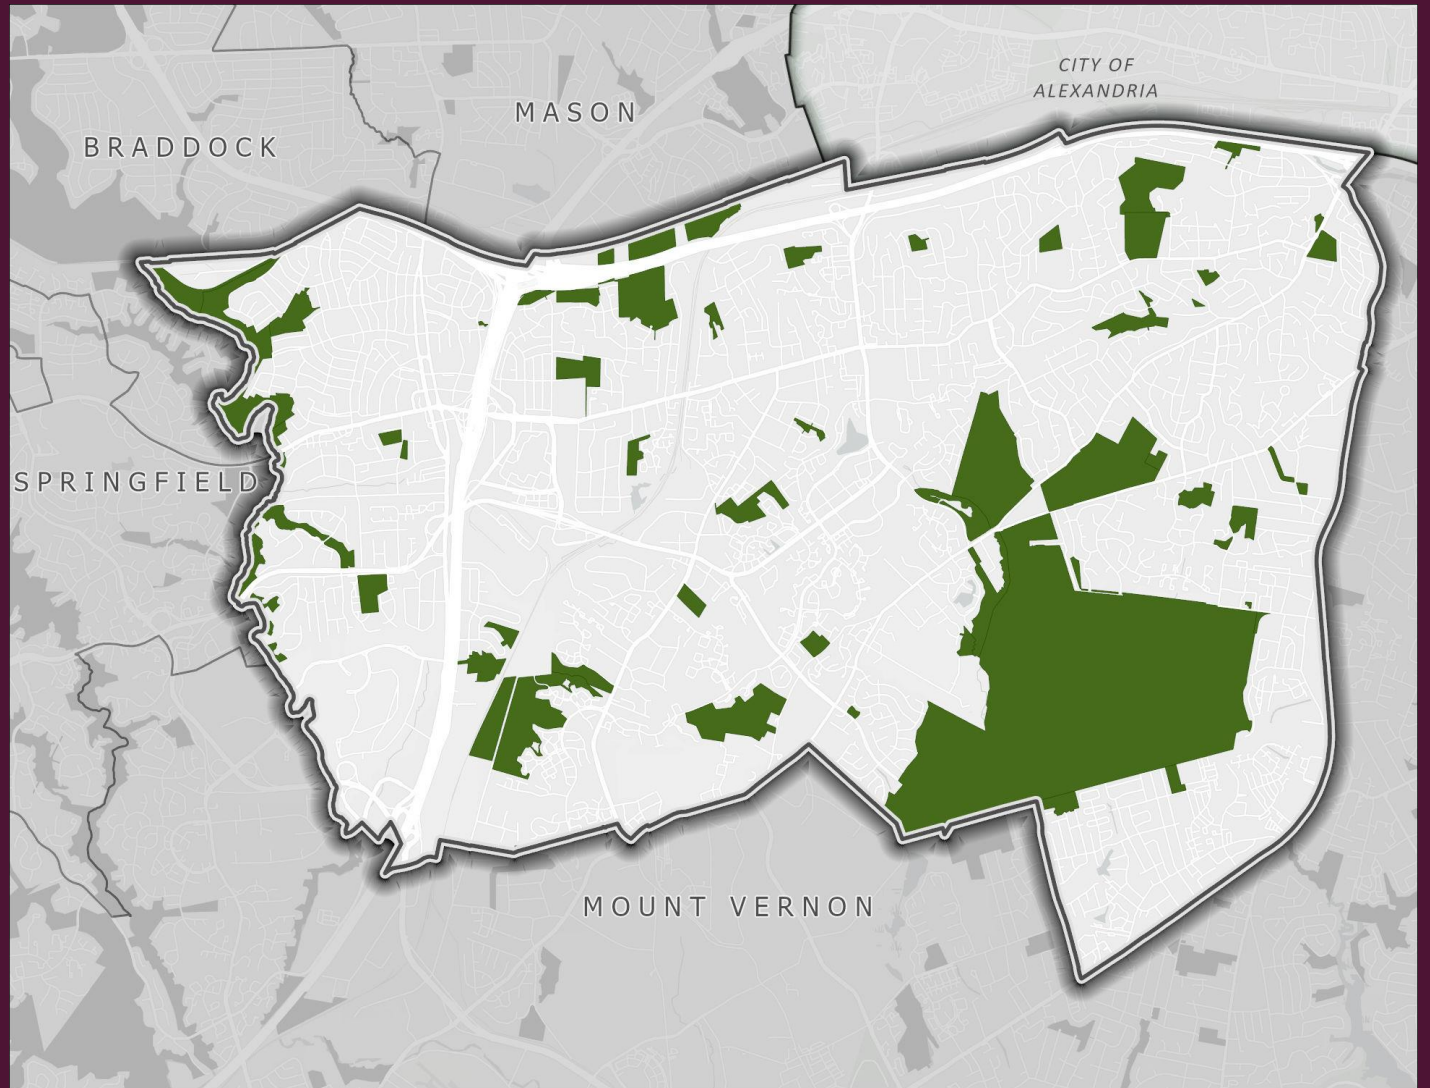 CITY OF
ALEXANDRIA
MASON
BRADDOCK
SPRINGFIELD
MOUNT VERNON